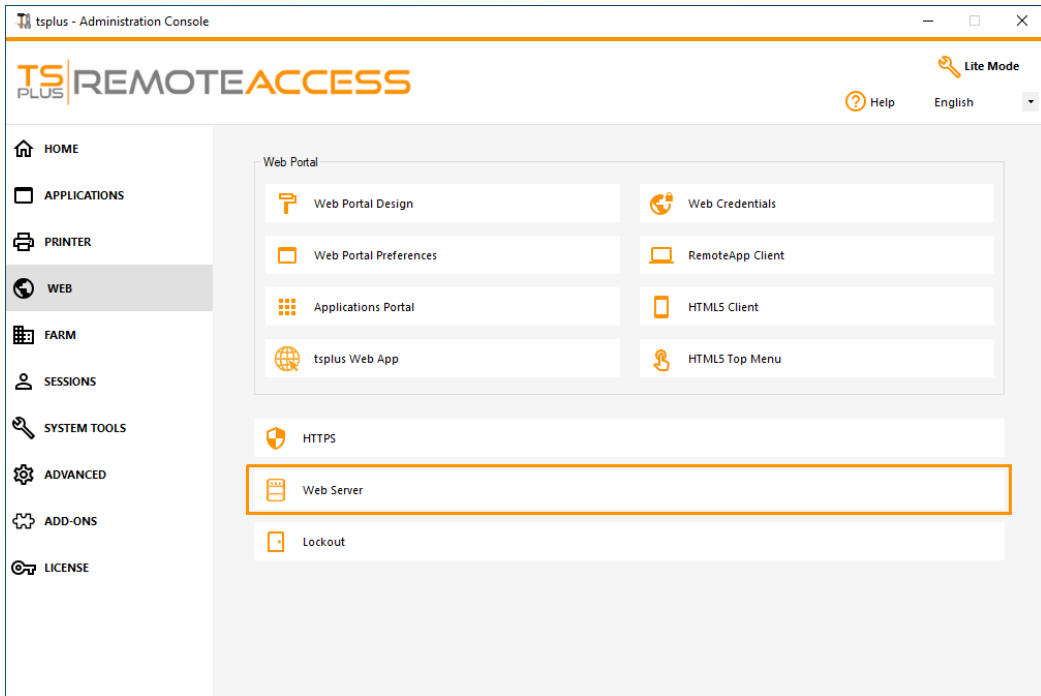 tsplus - Administration Console
TS PLUS REMOTEACCESS
Lite Mode
Help
English
HOME
APPLICATIONS
PRINTER
WEB
FARM
SESSIONS
SYSTEM TOOLS
ADVANCED
ADD-ONS
LICENSE
Web Portal
Web Portal Design
Web Credentials
Web Portal Preferences
RemoteApp Client
Applications Portal
HTML5 Client
tsplus Web App
HTML5 Top Menu
HTTPS
Web Server
Lockout